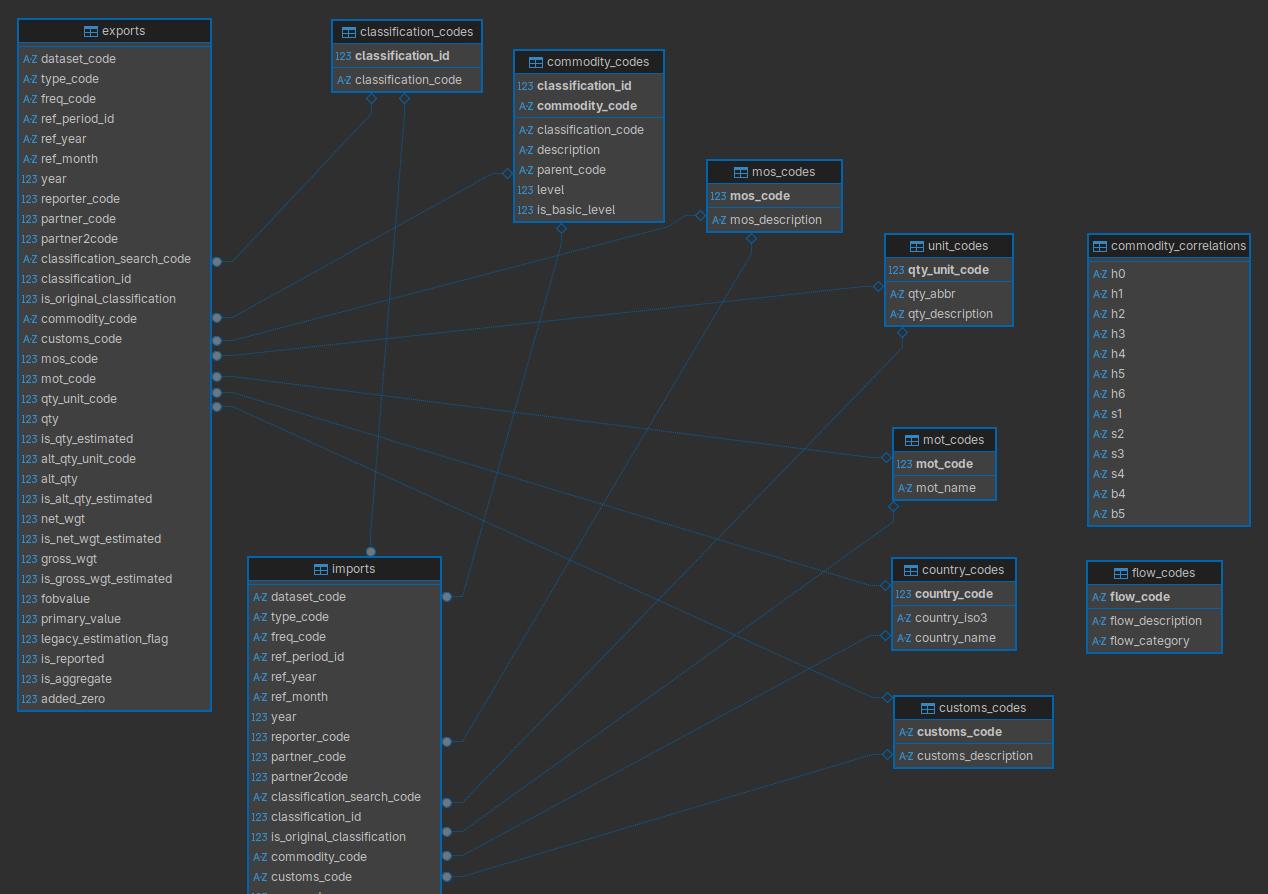 exports
A-Z dataset_code
A-Z type_code
A-Z freq_code
A-Z ref_period_id
A-Z ref_year
A-Z ref_month
123 year
123 reporter_code
123 partner_code
123 partner2code
A-Z classification_search_code
123 classification_id
123 is_original_classification
A-Z commodity_code
A-Z customs_code
123 mos_code
123 mot_code
123 qty_unit_code
123 qty
123 is_qty_estimated
123 alt_qty_unit_code
123 alt_qty
123 is_alt_qty_estimated
123 net_wgt
123 is_net_wgt_estimated
123 gross_wgt
123 is_gross_wgt_estimated
123 fobvalue
123 primary_value
123 legacy_estimation_flag
123 is_reported
123 is_aggregate
123 added_zero
classification_codes
123 classification_id
A-Z classification_code
commodity_codes
123 classification_id
A-Z commodity_code
A-Z classification_code
A-Z description
A-Z parent_code
123 level
123 is_basic_level
mos_codes
123 mos_code
A-Z mos_description
unit_codes
123 qty_unit_code
A-Z qty_abbr
A-Z qty_description
commodity_correlations
A-Z h0
A-Z h1
A-Z h2
A-Z h3
A-Z h4
A-Z h5
A-Z h6
A-Z s1
A-Z s2
A-Z s3
A-Z s4
A-Z b4
A-Z b5
mot_codes
123 mot_code
A-Z mot_name
country_codes
123 country_code
A-Z country_iso3
A-Z country_name
flow_codes
A-Z flow_code
A-Z flow_description
A-Z flow_category
customs_codes
A-Z customs_code
A-Z customs_description
imports
A-Z dataset_code
A-Z type_code
A-Z freq_code
A-Z ref_period_id
A-Z ref_year
A-Z ref_month
123 year
123 reporter_code
123 partner_code
123 partner2code
A-Z classification_search_code
123 classification_id
123 is_original_classification
A-Z commodity_code
A-Z customs_code